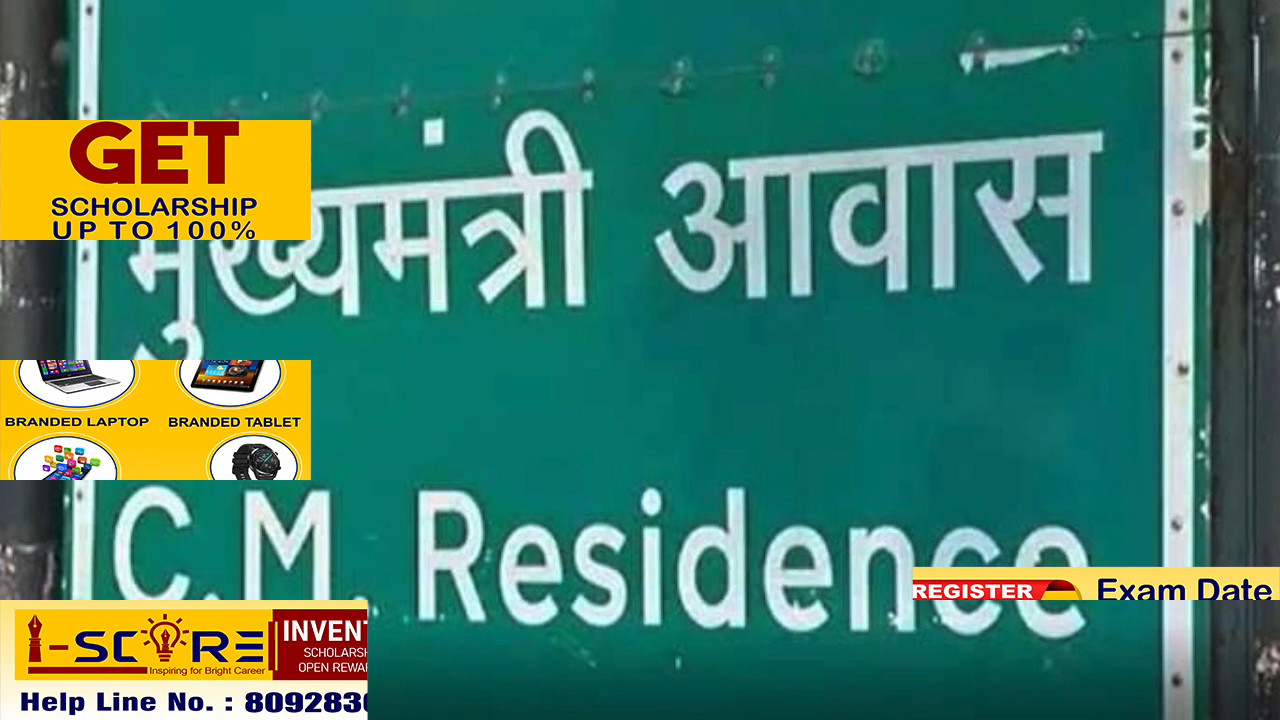 GET
SCHOLARSHIP
UP TO 100%
मुख्यमंत्री आवास
BRANDED LAPTOP BRANDED TABLET
C.M. Residence
REGISTER Exam Date
i-SCORE
Inspiring for Bright Career
INVENT
OPEN
Help Line No. :